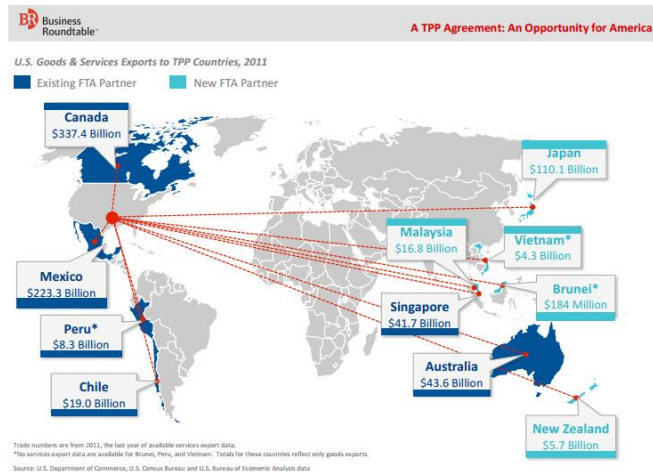 BR Business
Roundtable™
A TPP Agreement: An Opportunity for America
U.S. Goods & Services Exports to TPP Countries, 2011
Existing FTA Partner
New FTA Partner
Canada
$337.4 Billion
Japan
$110.1 Billion
Malaysia
$16.8 Billion
Vietnam*
$4.3 Billion
Mexico
$223.3 Billion
Brunei*
$184 Million
Singapore
$41.7 Billion
Peru*
$8.3 Billion
Australia
$43.6 Billion
Chile
$19.0 Billion
New Zealand
$5.7 Billion
Trade numbers are from 2011, the last year of available services export data.
*No services export data are available for Brunei, Peru, and Vietnam. Totals for these countries reflect only goods exports.
Source: U.S. Department of Commerce, U.S. Census Bureau and U.S. Bureau of Economic Analysis data